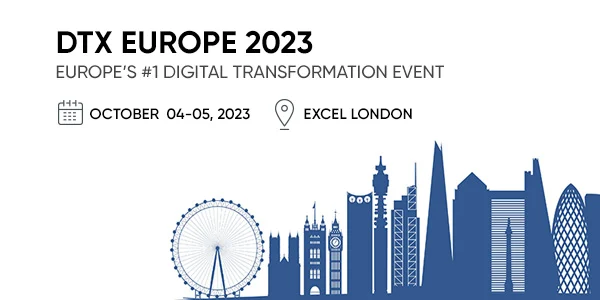 DTX EUROPE 2023
EUROPE'S #1 DIGITAL TRANSFORMATION EVENT
OCTOBER 04-05, 2023 EXCEL LONDON